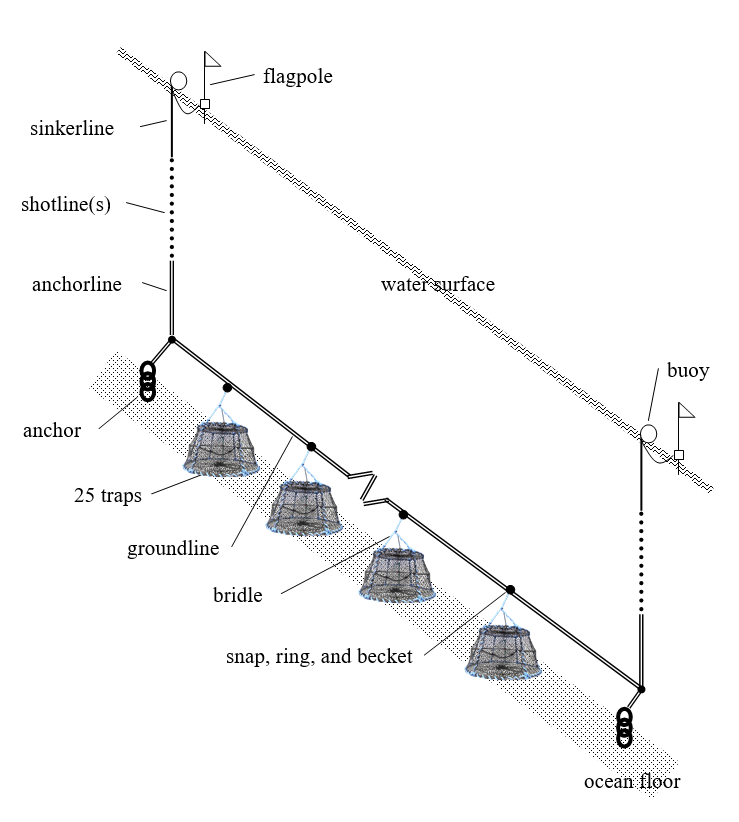 flagpole
sinkerline
shotline(s)
anchorline
water surface
buoy
anchor
25 traps
groundline
bridle
snap, ring, and becket
ocean floor